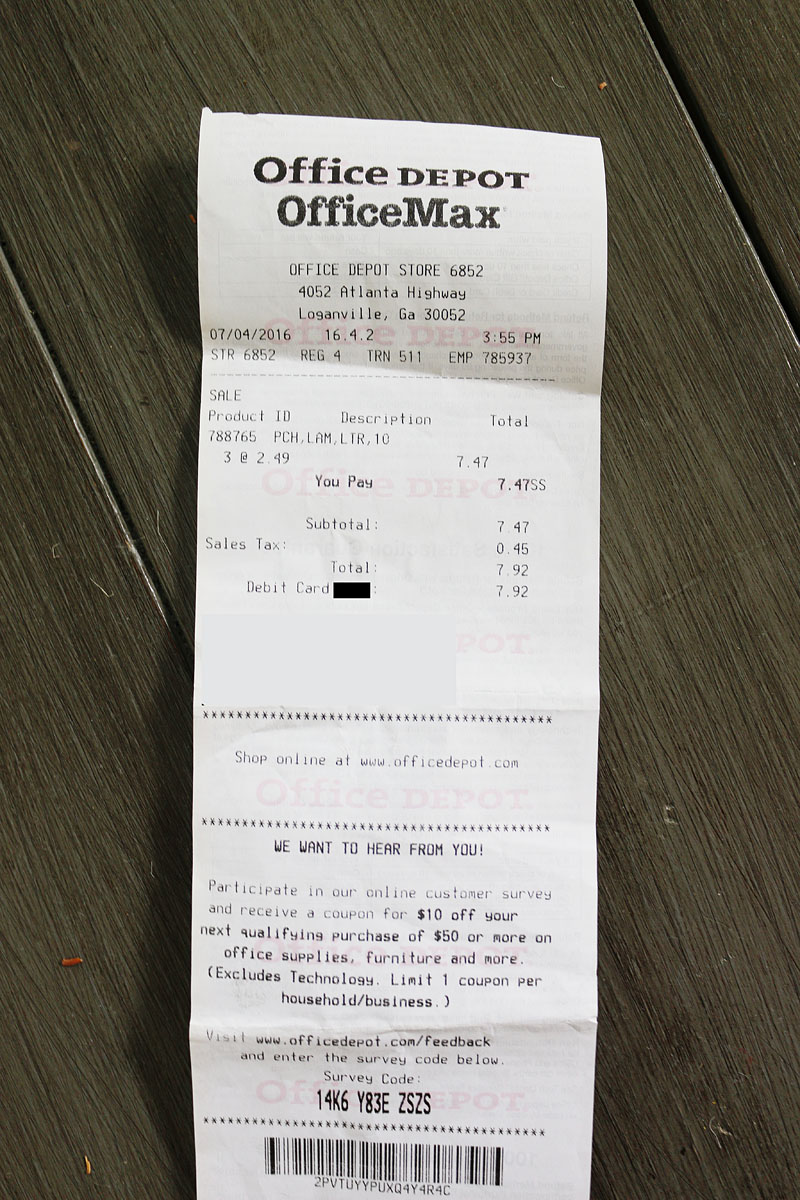 Office DEPOT
OfficeMax
OFFICE DEPOT STORE 6852
4052 Atlanta Highway
Loganville, Ga 30052
07/04/2016 16.4.2 3:55 PM
STR 6852 REG 4 TRN 511 EMP 785937
SALE
Product ID Description Total
788765 PCH,LAM,LTR,10
3 @ 2.49 7.47
You Pay 7.47SS
Subtotal: 7.47
Sales Tax: 0.45
Total: 7.92
Debit Card : 7.92
*****************************************
Shop online at www.officedepot.com
*****************************************
WE WANT TO HEAR FROM YOU!
Participate in our online customer survey
and receive a coupon for $10 off your
next qualifying purchase of $50 or more on
office supplies, furniture and more.
(Excludes Technology. Limit 1 coupon per
household/business.)
Visit www.officedepot.com/feedback
and enter the survey code below.
Survey Code:
14K6 Y83E ZSZS
*****************************************
2PVTUYYPUXQ4Y4R4C